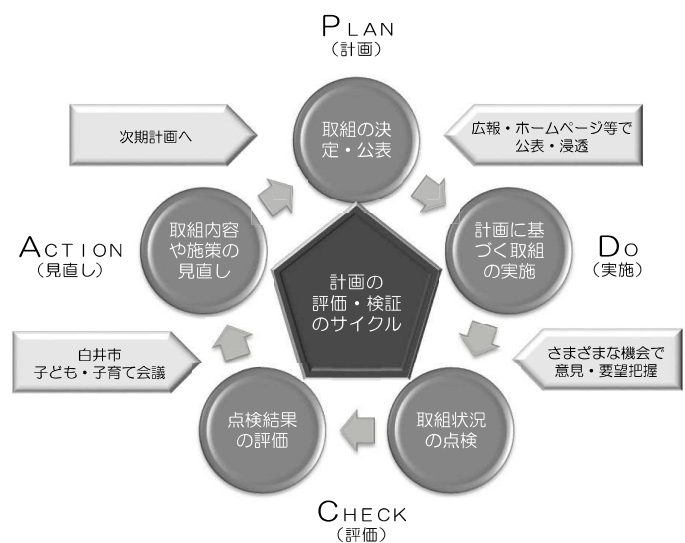 PLAN
(計画)
取組の決
定・公表
次期計画へ
広報・ホームページ等で
公表・浸透
取組内容
や施策の
見直し
計画に基
づく取組
の実施
ACTION
(見直し)
DO
(実施)
計画の
評価・検証
のサイクル
白井市
子ども・子育て会議
さまざまな機会で
意見・要望把握
点検結果
の評価
取組状況
の点検
CHECK
(評価)